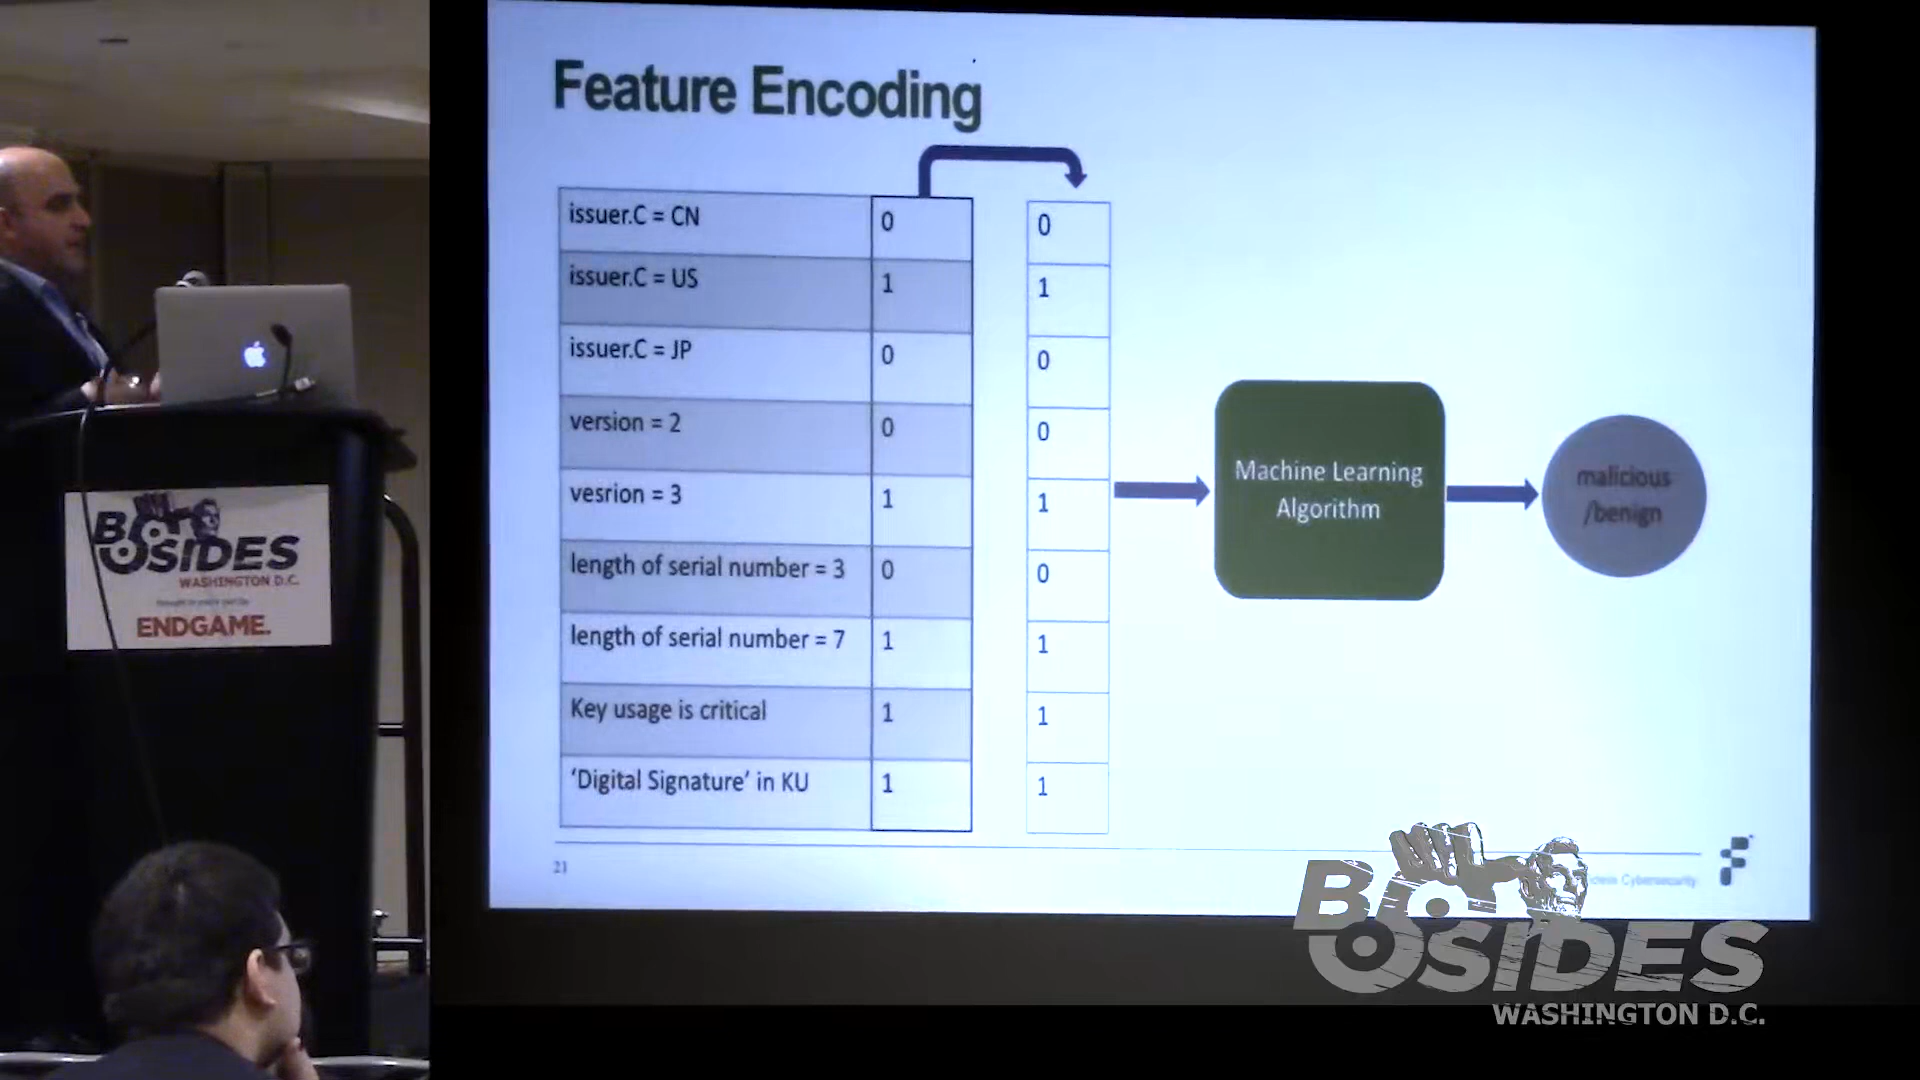 Feature Encoding
issuer.C = CN 0 0
issuer.C = US 1 1
issuer.C = JP 0 0
version = 2 0 0
vesrion = 3 1 1
length of serial number = 3 0 0
length of serial number = 7 1 1
Key usage is critical 1 1
‘Digital Signature’ in KU 1 1
Machine Learning
Algorithm
malicious
/benign
21
Cybersecurity
BSIDES
WASHINGTON D.C.
ENDGAME.
BSIDES
WASHINGTON D.C.